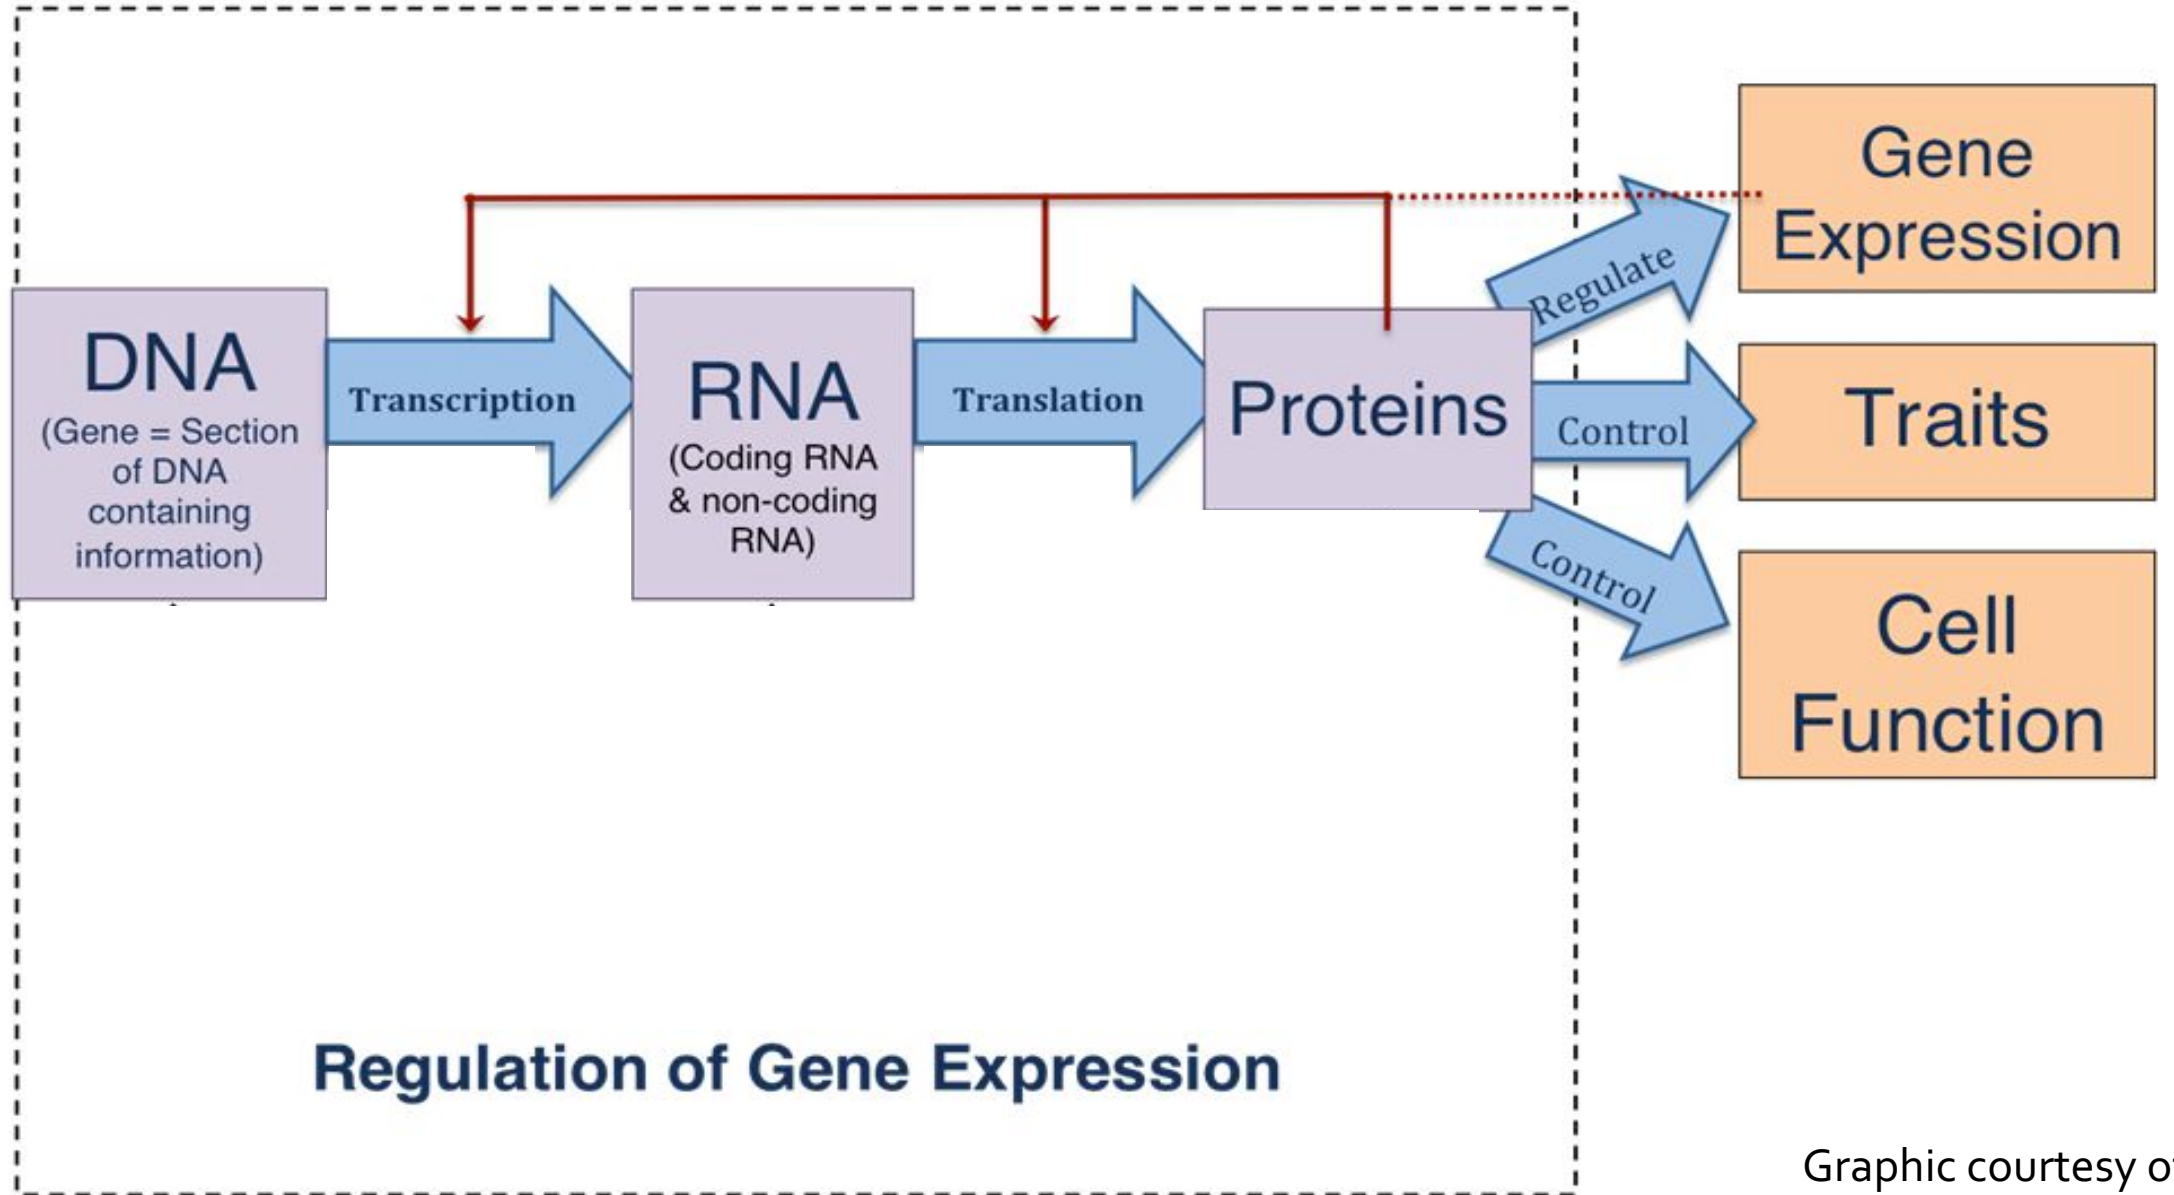 DNA
(Gene = Section
of DNA
containing
information)
Transcription
RNA
(Coding RNA
& non-coding
RNA)
Translation
Proteins
Regulate
Control
Control
Gene
Expression
Traits
Cell
Function
Regulation of Gene Expression
Graphic courtesy